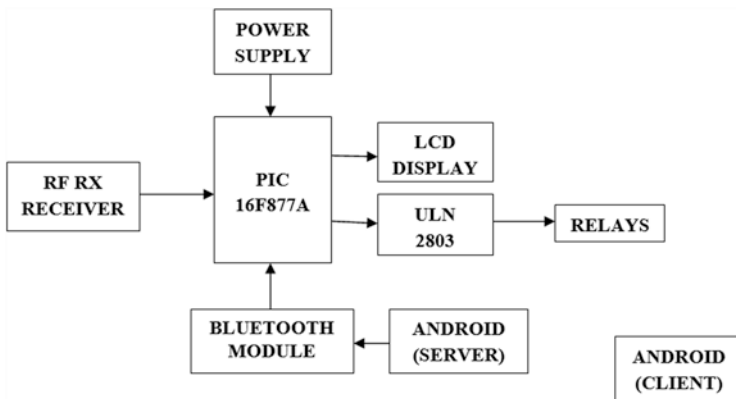 POWER
SUPPLY
LCD
DISPLAY
PIC
16F877A
RF RX
RECEIVER
ULN
2803
RELAYS
BLUETOOTH
MODULE
ANDROID
(SERVER)
ANDROID
(CLIENT)